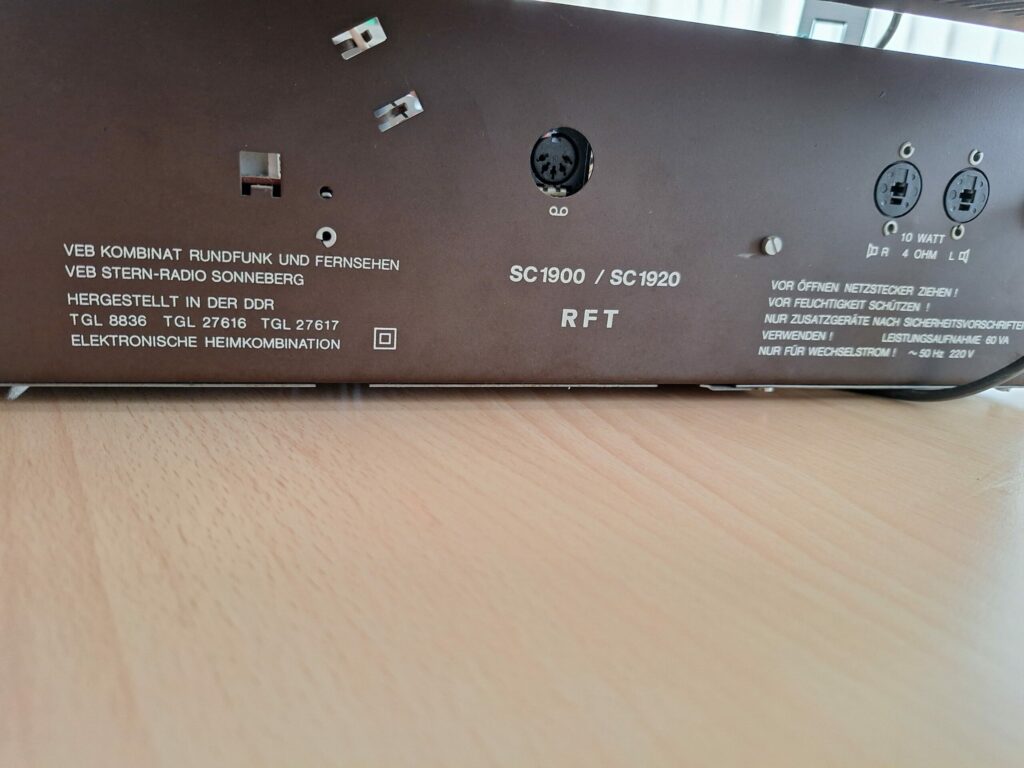 VEB KOMBINAT RUNDFUNK UND FERNSEHEN
VEB STERN-RADIO SONNEBERG
HERGESTELLT IN DER DDR
TGL 8836 TGL 27616 TGL 27617
ELEKTRONISCHE HEIMKOMBINATION
SC1900 / SC1920
RFT
10 WATT
R 4 OHM L
VOR ÖFFNEN NETZSTECKER ZIEHEN !
VOR FEUCHTIGKEIT SCHÜTZEN !
NUR ZUSATZGERÄTE NACH SICHERHEITSVORSCHRIFTEN
VERWENDEN ! LEISTUNGSAUFNAHME 60 VA
NUR FÜR WECHSELSTROM ! ~ 50 Hz 220 V